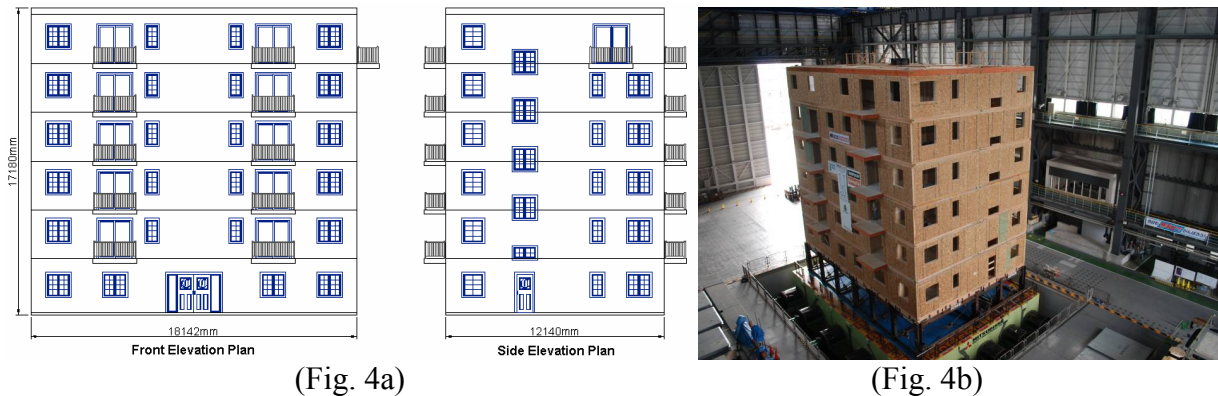 17180mm
18142mm
12140mm
Front Elevation Plan
Side Elevation Plan
(Fig. 4a)
(Fig. 4b)